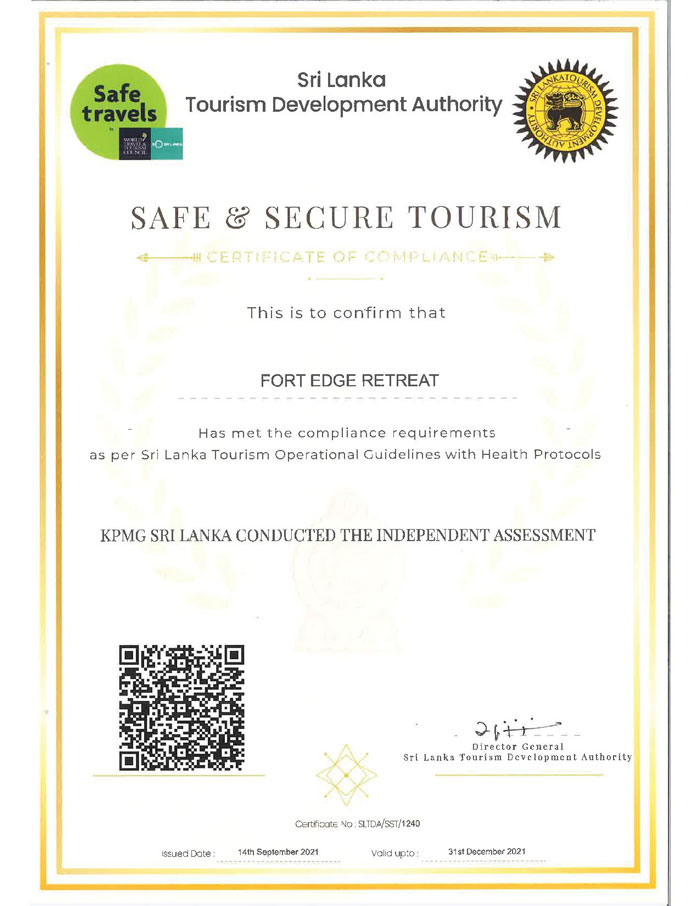 Safe
travels
by
WORLD
TRAVEL &
TOURISM
COUNCIL
Sri Lanka
Tourism Development Authority
SRI LANKA TOURISM DEVELOPMENT AUTHORITY
SAFE & SECURE TOURISM
CERTIFICATE OF COMPLIANCE
This is to confirm that
FORT EDGE RETREAT
Has met the compliance requirements
as per Sri Lanka Tourism Operational Guidelines with Health Protocols
KPMG SRI LANKA CONDUCTED THE INDEPENDENT ASSESSMENT
Director General
Sri Lanka Tourism Development Authority
Certificate No : SLTDA/SST/1240
Issued Date : 14th September 2021 Valid upto : 31st December 2021